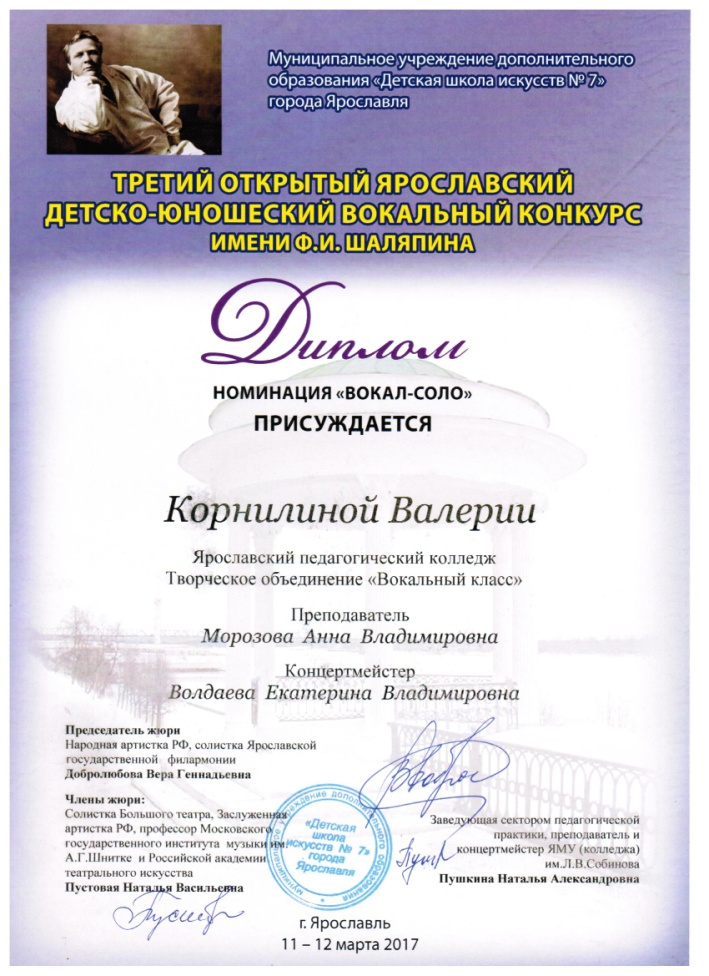 Муниципальное учреждение дополнительного
образования «Детская школа искусств № 7»
города Ярославля
ТРЕТИЙ ОТКРЫТЫЙ ЯРОСЛАВСКИЙ
ДЕТСКО-ЮНОШЕСКИЙ ВОКАЛЬНЫЙ КОНКУРС
ИМЕНИ Ф.И. ШАЛЯПИНА
Диплом
НОМИНАЦИЯ «ВОКАЛ-СОЛО»
ПРИСУЖДАЕТСЯ
Корнилиной Валерии
Ярославский педагогический колледж
Творческое объединение «Вокальный класс»
Преподаватель
Морозова Анна Владимировна
Концертмейстер
Волдаева Екатерина Владимировна
Председатель жюри
Народная артистка РФ, солистка Ярославской
государственной филармонии
Добролюбова Вера Геннадьевна
Члены жюри:
Солистка Большого театра, Заслуженная
артистка РФ, профессор Московского
государственного института музыки им.
А.Г.Шнитке и Российской академии
театрального искусства
Пустовая Наталья Васильевна
муниципальное учреждение дополнительного образования
«Детская
школа
искусств № 7»
города
Ярославля
Заведующая сектором педагогической
практики, преподаватель и
концертмейстер ЯМУ (колледжа)
им.Л.В.Собинова
Пушкина Наталья Александровна
г. Ярославль
11 – 12 марта 2017